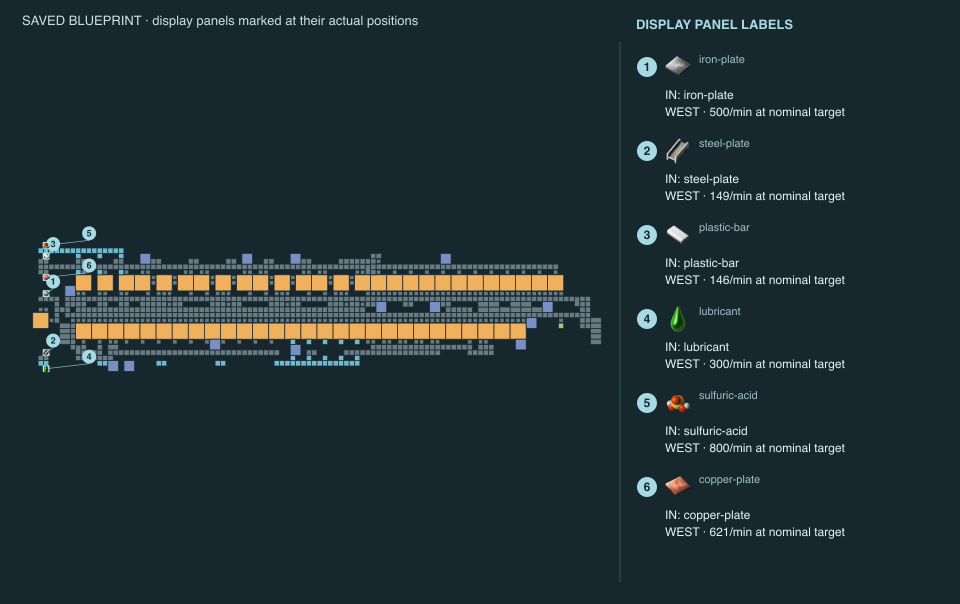 SAVED BLUEPRINT · display panels marked at their actual positions
5
3
6
1
2
4
DISPLAY PANEL LABELS
1
iron-plate
IN: iron-plate
WEST · 500/min at nominal target
2
steel-plate
IN: steel-plate
WEST · 149/min at nominal target
3
plastic-bar
IN: plastic-bar
WEST · 146/min at nominal target
4
lubricant
IN: lubricant
WEST · 300/min at nominal target
5
sulfuric-acid
IN: sulfuric-acid
WEST · 800/min at nominal target
6
copper-plate
IN: copper-plate
WEST · 621/min at nominal target